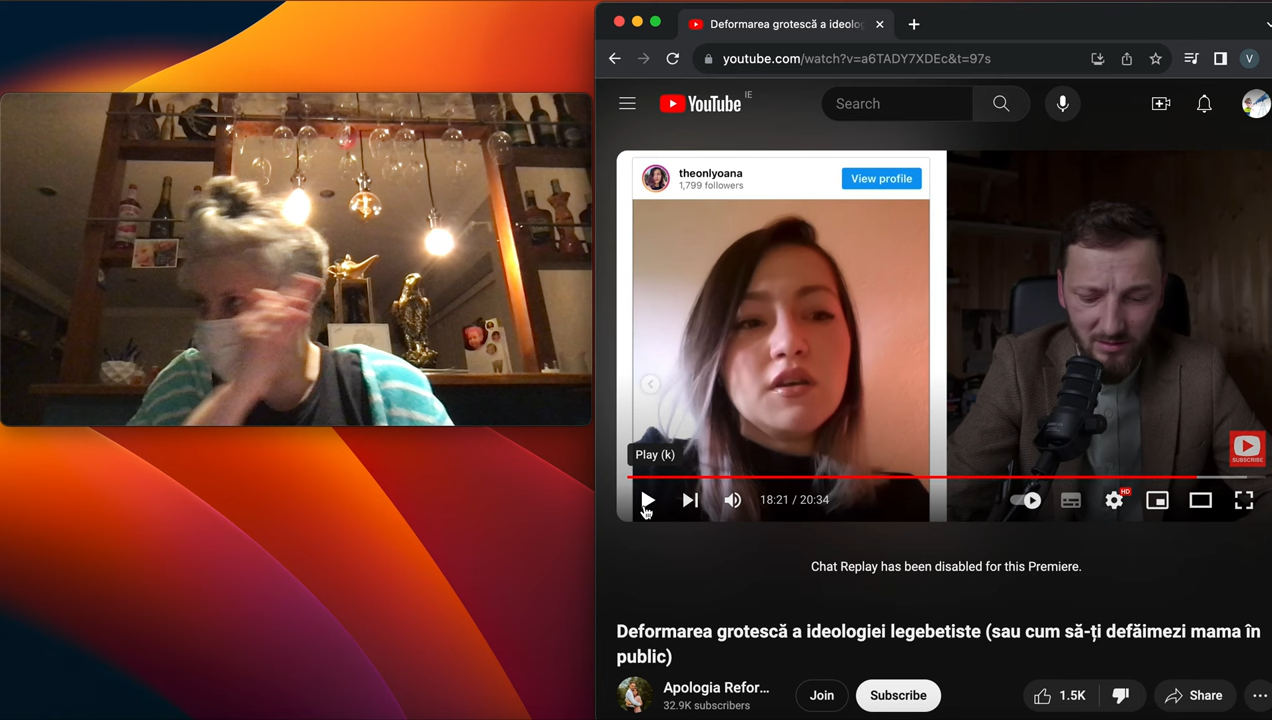 Deformarea grotescă a ideolog
youtube.com/watch?v=a6TADY7XDEc&t=97s
V
YouTube
IE
Search
theonlyoana
1,799 followers
View profile
SUBSCRIBE
Play (k)
18:21 / 20:34
HD
Chat Replay has been disabled for this Premiere.
Deformarea grotescă a ideologiei legebetiste (sau cum să-ți defăimezi mama în
public)
Apologia Refor...
32.9K subscribers
Join
Subscribe
1.5K
Share